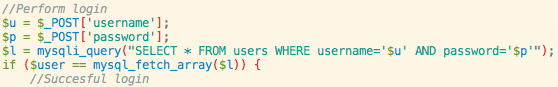 //Perform login
$u = $_POST['username'];
$p = $_POST['password'];
$l = mysqli_query("SELECT * FROM users WHERE username='$u' AND password='$p'");
if ($user == mysql_fetch_array($l)) {
//Succesful login